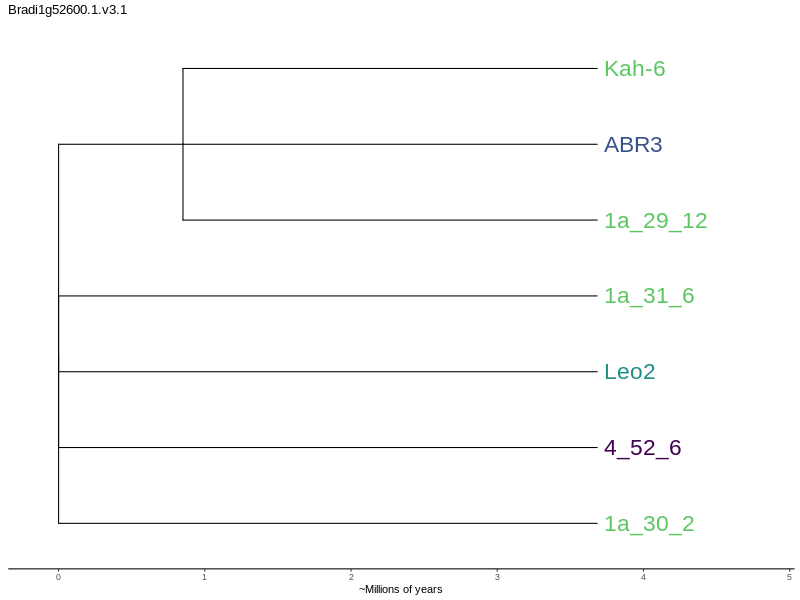 Bradi1g52600.1.v3.1
Kah-6
ABR3
1a_29_12
1a_31_6
Leo2
4_52_6
1a_30_2
0 1 2 3 4 5
~Millions of years